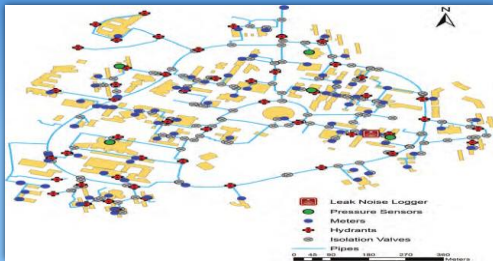 N
Leak Noise Logger
Pressure Sensors
Meters
Hydrants
Isolation Valves
Pipes
0 45 90 180 270 360
Meters